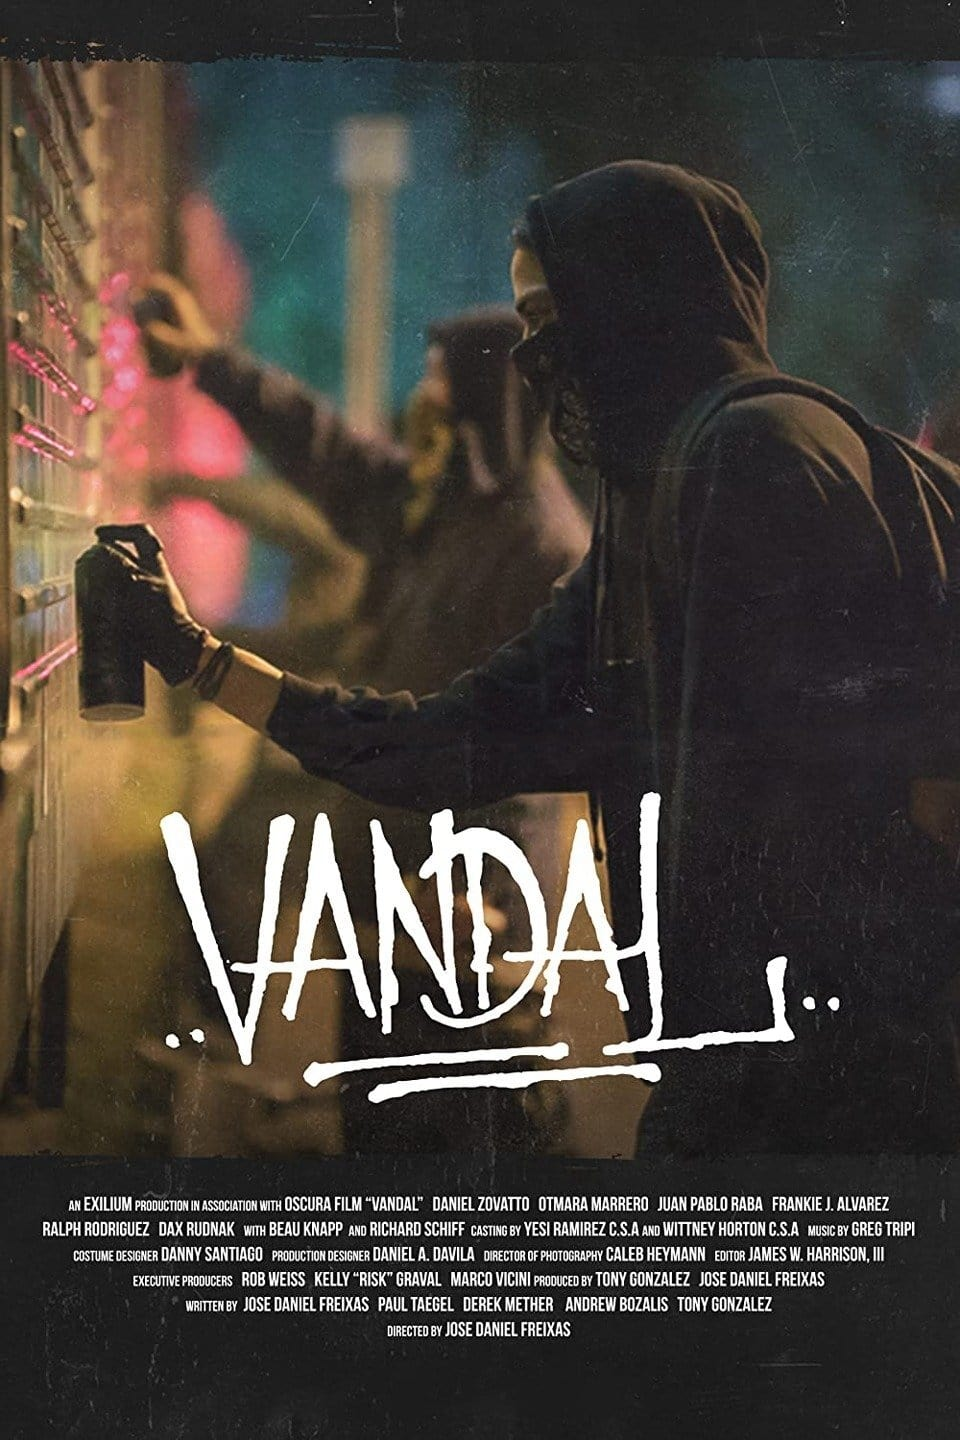 ..VANDAL..
AN EXILIUM PRODUCTION IN ASSOCIATION WITH OSCURA FILM "VANDAL" DANIEL ZOVATTO OTMARA MARRERO JUAN PABLO RABA FRANKIE J. ALVAREZ
RALPH RODRIGUEZ DAX RUDNAK WITH BEAU KNAPP AND RICHARD SCHIFF CASTING BY YESI RAMIREZ C.S.A AND WITTNEY HORTON C.S.A MUSIC BY GREG TRIPI
COSTUME DESIGNER DANNY SANTIAGO PRODUCTION DESIGNER DANIEL A. DAVILA DIRECTOR OF PHOTOGRAPHY CALEB HEYMANN EDITOR JAMES W. HARRISON, III
EXECUTIVE PRODUCERS ROB WEISS KELLY "RISK" GRAVAL MARCO VICINI PRODUCED BY TONY GONZALEZ JOSE DANIEL FREIXAS
WRITTEN BY JOSE DANIEL FREIXAS PAUL TAEGEL DEREK METHER ANDREW BOZALIS TONY GONZALEZ
DIRECTED BY JOSE DANIEL FREIXAS